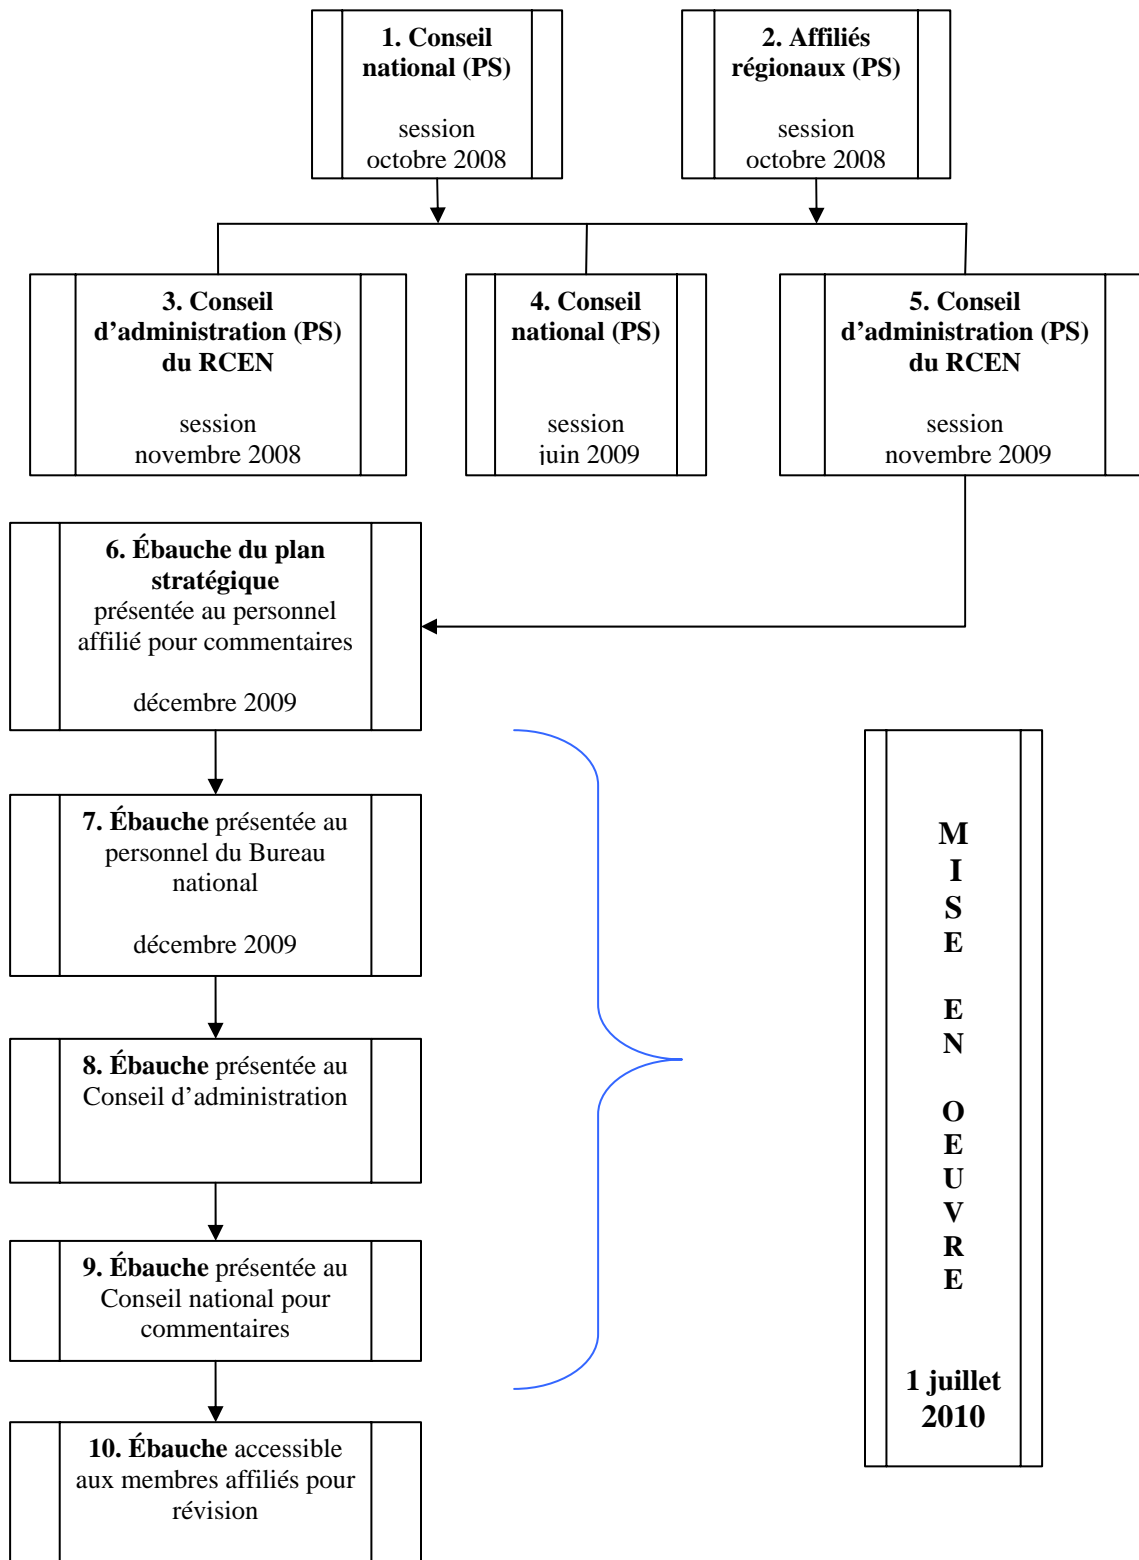 1. Conseil
national (PS)
session
octobre 2008
2. Affiliés
régionaux (PS)
session
octobre 2008
3. Conseil
d’administration (PS)
du RCEN
session
novembre 2008
4. Conseil
national (PS)
session
juin 2009
5. Conseil
d’administration (PS)
du RCEN
session
novembre 2009
6. Ébauche du plan
stratégique
présentée au personnel
affilié pour commentaires
décembre 2009
7. Ébauche présentée au
personnel du Bureau
national
décembre 2009
8. Ébauche présentée au
Conseil d’administration
9. Ébauche présentée au
Conseil national pour
commentaires
10. Ébauche accessible
aux membres affiliés pour
révision
M
I
S
E
E
N
O
E
U
V
R
E
1 juillet
2010